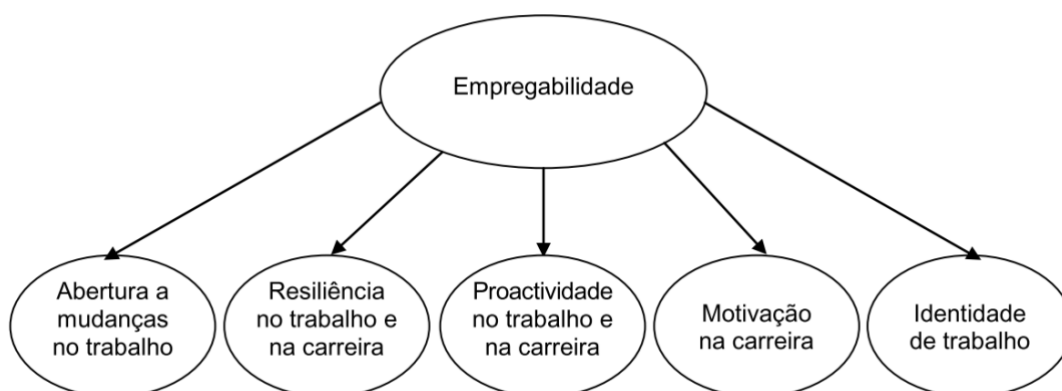 Empregabilidade
Abertura a
mudanças
no trabalho
Resiliência
no trabalho e
na carreira
Proactividade
no trabalho e
na carreira
Motivação
na carreira
Identidade
de trabalho